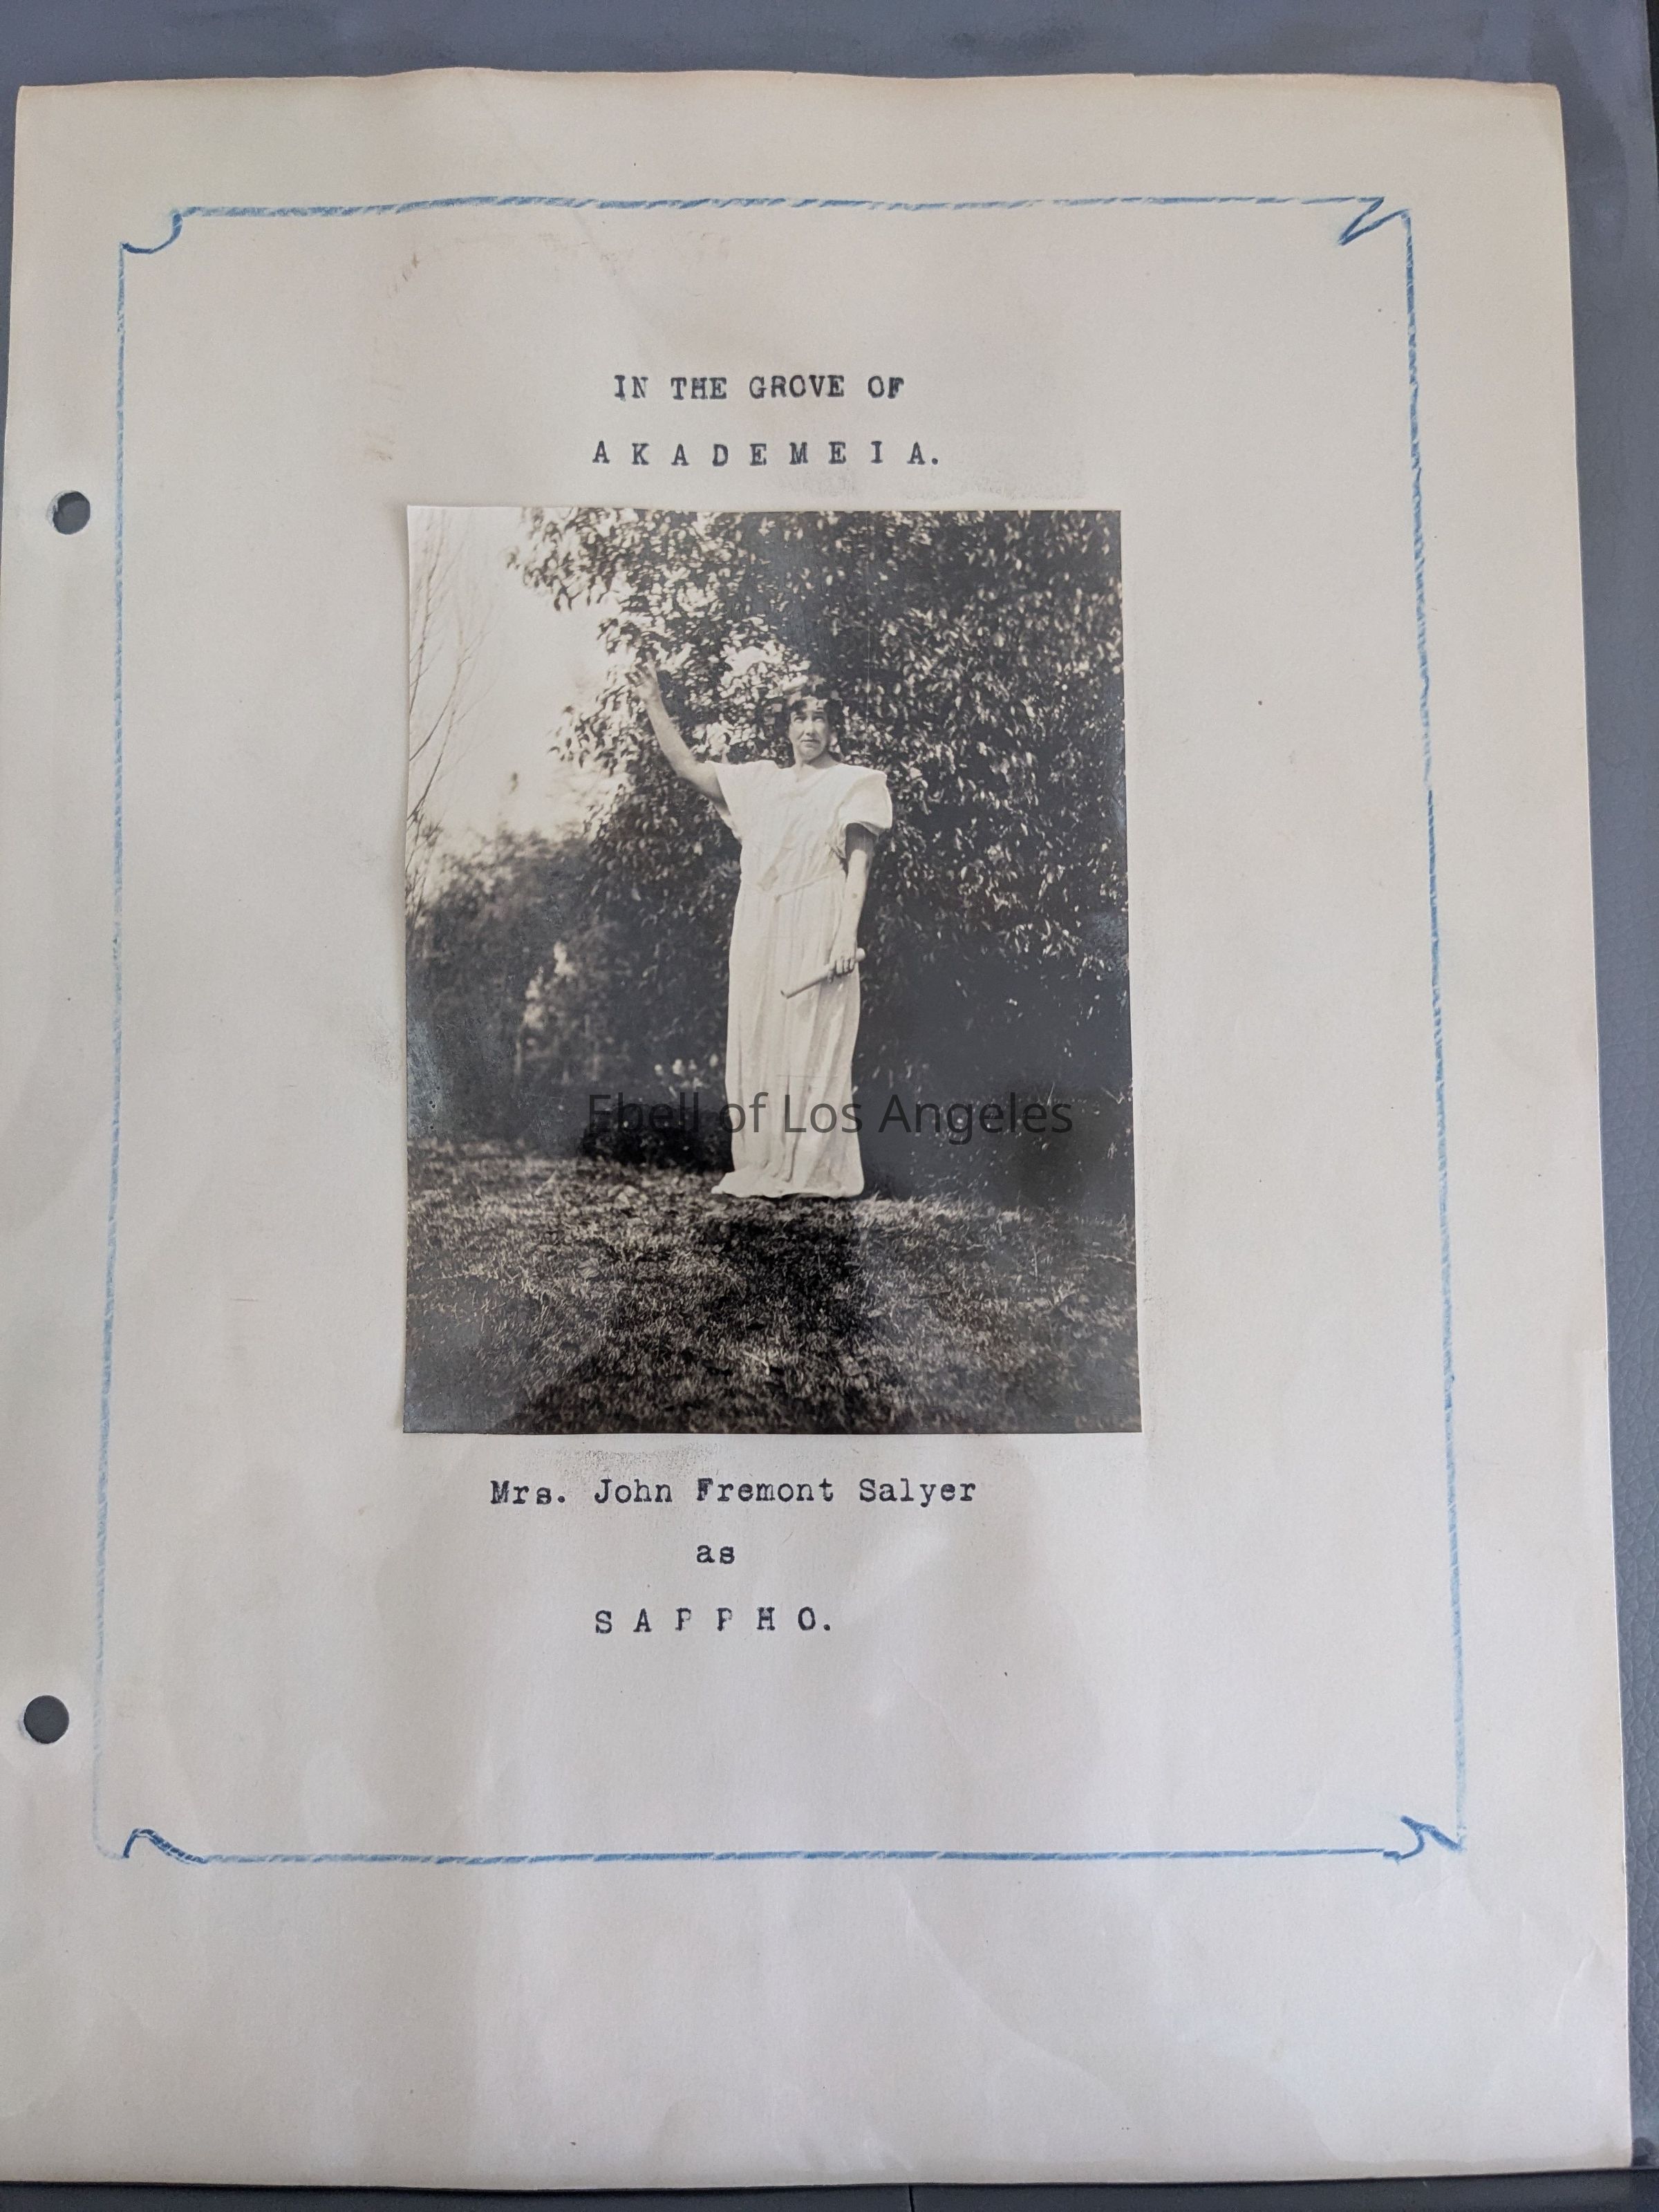 IN THE GROVE OF
A K A D E M E I A.
Ebell of Los Angeles
Mrs. John Fremont Salyer
as
S A P P H O.